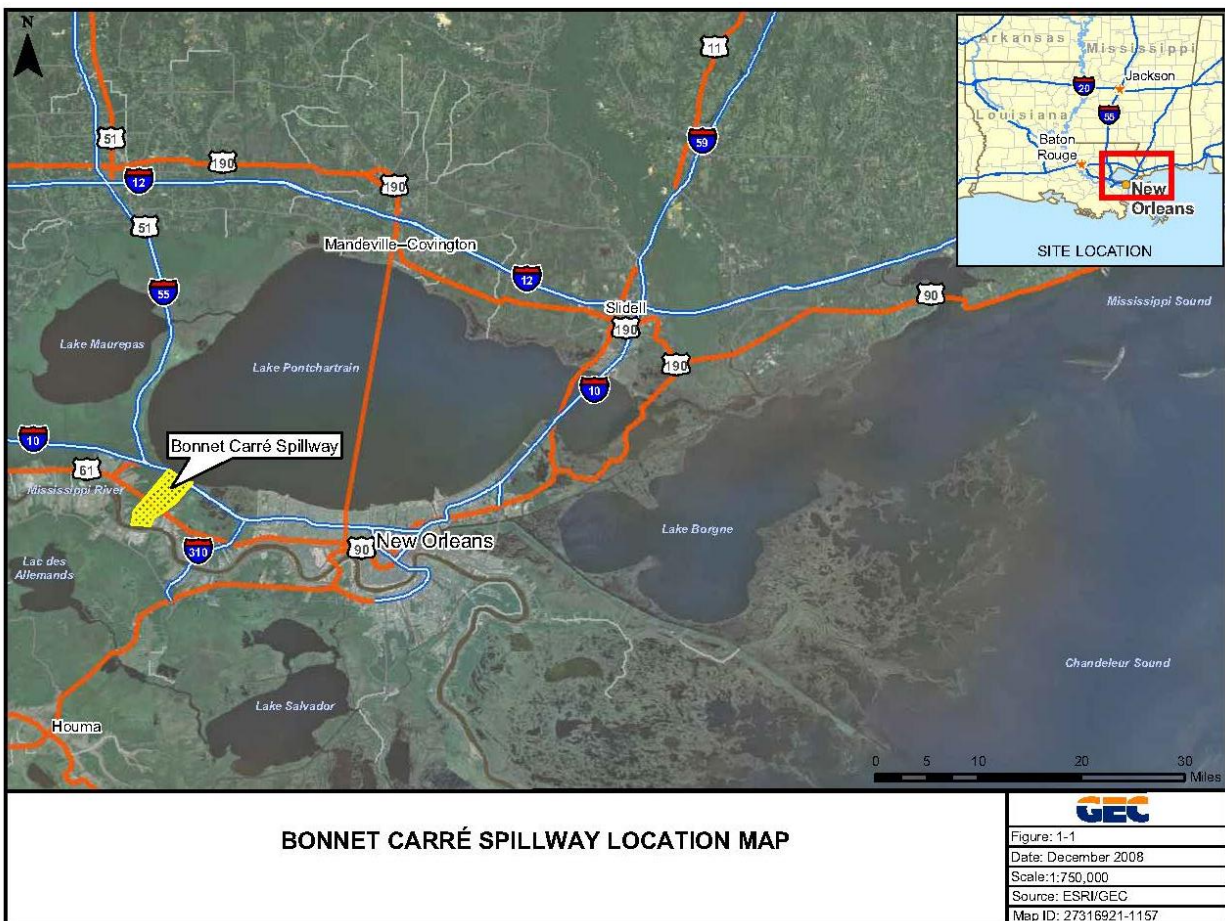 N
11
51
190
59
12
190
51
Mandeville-Covington
12
55
90
Slidell
190
Lake Maurepas
Lake Pontchartrain
190
10
10
Bonnet Carré Spillway
61
Mississippi River
Lake Borgne
New Orleans
90
310
Lac des
Allemands
Chandeleur Sound
Lake Salvador
Houma
Mississippi Sound
0 5 10 20 30
Miles
Arkansas
Mississippi
Jackson
20
Louisiana
55
Baton
Rouge
New
Orleans
SITE LOCATION
BONNET CARRÉ SPILLWAY LOCATION MAP
GEC
Figure: 1-1
Date: December 2008
Scale:1:750,000
Source: ESRI/GEC
Map ID: 27316921-1157